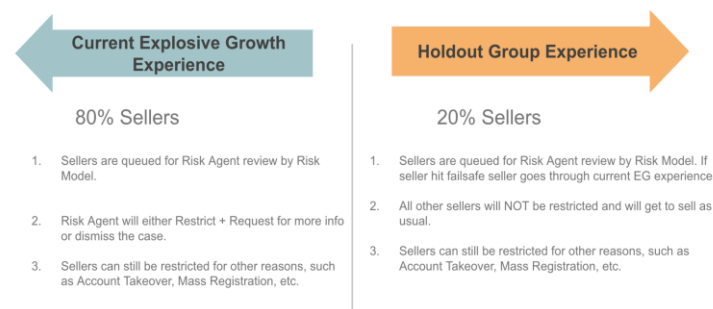 Current Explosive Growth
Experience
80% Sellers
1. Sellers are queued for Risk Agent review by Risk
Model.
2. Risk Agent will either Restrict + Request for more info
or dismiss the case.
3. Sellers can still be restricted for other reasons, such
as Account Takeover, Mass Registration, etc.
Holdout Group Experience
20% Sellers
1. Sellers are queued for Risk Agent review by Risk Model. If
seller hit failsafe seller goes through current EG experience
2. All other sellers will NOT be restricted and will get to sell as
usual.
3. Sellers can still be restricted for other reasons, such as
Account Takeover, Mass Registration, etc.